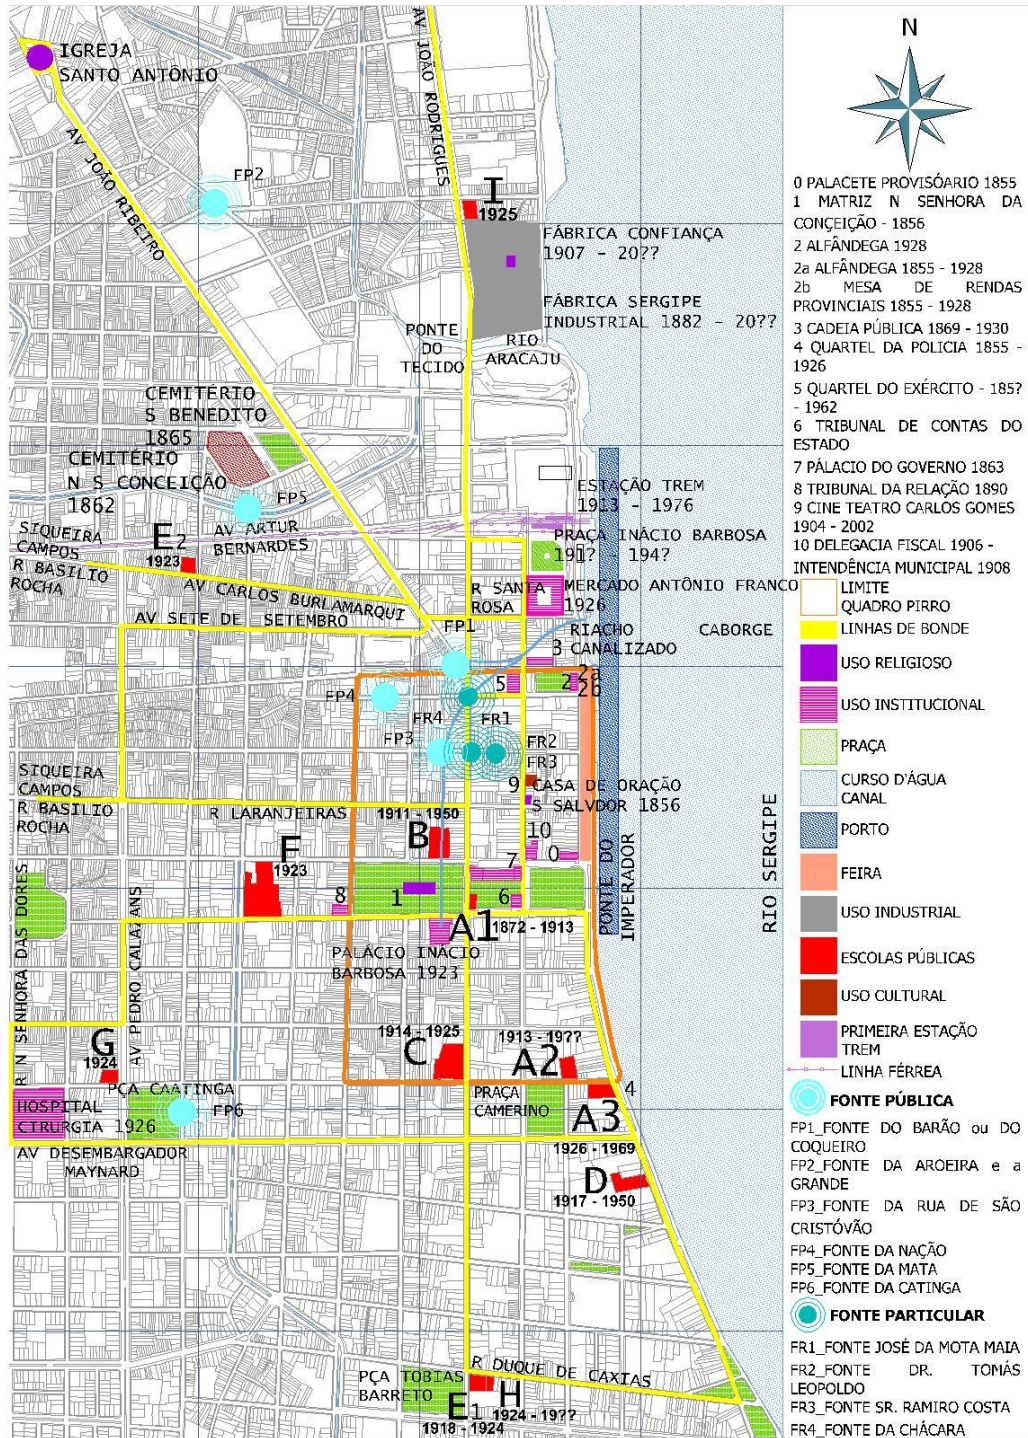 IGREJA
SANTO ANTÔNIO
AV JOÃO RODRIGUES
AV JOÃO RIBEIRO
FP2
I
1925
FÁBRICA CONFIANÇA
1907 - 20??
FÁBRICA SERGIPE
INDUSTRIAL 1882 - 20??
PONTE
DO
TECIDO
RIO
ARACAJU
CEMITÉRIO
S BENEDITO
1865
CEMITÉRIO
N S CONCEIÇÃO
1862
FP5
AV ARTUR
BERNARDES
ESTAÇÃO TREM
1913 - 1976
PRAÇA INÁCIO BARBOSA
191? 194?
SIQUEIRA
CAMPOS
R BASILIO
ROCHA
E2
1923
AV CARLOS BURLAMARQUI
R SANTA
ROSA
MERCADO ANTÔNIO FRANCO
1926
AV SETE DE SETEMBRO
FP1
RIACHO CABORGE
CANALIZADO
3
2a
2
2b
5
FP4
FR4
FR1
FP3
FR2
FR3
SIQUEIRA
CAMPOS
R BASILIO
ROCHA
9
CASA DE ORAÇÃO
S SALVDOR 1856
R LARANJEIRAS
1911 - 1950
B
10
0
F
1923
7
8
1
6
A1
1872 - 1913
PONTE DO
IMPERADOR
RIO SERGIPE
R N SENHORA DAS DORES
AV PEDRO CALAZANS
PALÁCIO INÁCIO
BARBOSA 1923
1914 - 1925
C
1913 - 19??
A2
G
1924
PÇA CAATINGA
FP6
HOSPITAL
CIRURGIA 1926
PRAÇA
CAMERINO
4
A3
1926 - 1969
AV DESEMBARGADOR
MAYNARD
D
1917 - 1950
R DUQUE DE CAXIAS
PÇA TOBIAS
BARRETO
H
1924 - 19??
E1
1918 - 1924
N
0 PALACETE PROVISÓARIO 1855
1 MATRIZ N SENHORA DA
CONÇEIÇÃO - 1856
2 ALFÂNDEGA 1928
2a ALFÂNDEGA 1855 - 1928
2b MESA DE RENDAS
PROVINCIAIS 1855 - 1928
3 CADEIA PÚBLICA 1869 - 1930
4 QUARTEL DA POLICIA 1855 -
1926
5 QUARTEL DO EXÉRCITO - 185?
- 1962
6 TRIBUNAL DE CONTAS DO
ESTADO
7 PÁLACIO DO GOVERNO 1863
8 TRIBUNAL DA RELAÇÃO 1890
9 CINE TEATRO CARLOS GOMES
1904 - 2002
10 DELEGACIA FISCAL 1906 -
INTENDÊNCIA MUNICIPAL 1908
LIMITE
QUADRO PIRRO
LINHAS DE BONDE
USO RELIGIOSO
USO INSTITUCIONAL
PRAÇA
CURSO D'ÁGUA
CANAL
PORTO
FEIRA
USO INDUSTRIAL
ESCOLAS PÚBLICAS
USO CULTURAL
PRIMEIRA ESTAÇÃO
TREM
LINHA FÉRREA
FONTE PÚBLICA
FP1_FONTE DO BARÃO ou DO
COQUEIRO
FP2_FONTE DA AROEIRA e a
GRANDE
FP3_FONTE DA RUA DE SÃO
CRISTÓVÃO
FP4_FONTE DA NAÇÃO
FP5_FONTE DA MATA
FP6_FONTE DA CATINGA
FONTE PARTICULAR
FR1_FONTE JOSÉ DA MOTA MAIA
FR2_FONTE DR. TOMÁS
LEOPOLDO
FR3_FONTE SR. RAMIRO COSTA
FR4_FONTE DA CHÁCARA